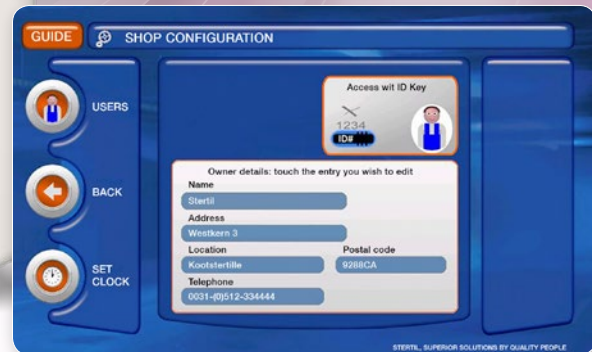 GUIDE
SHOP CONFIGURATION
Access wit ID Key
1234
ID#
USERS
BACK
SET
CLOCK
Owner details: touch the entry you wish to edit
Name
Stertil
Address
Westkern 3
Location Postal code
Kootstertille 9288CA
Telephone
0031-(0)512-334444
STERTIL, SUPERIOR SOLUTIONS BY QUALITY PEOPLE